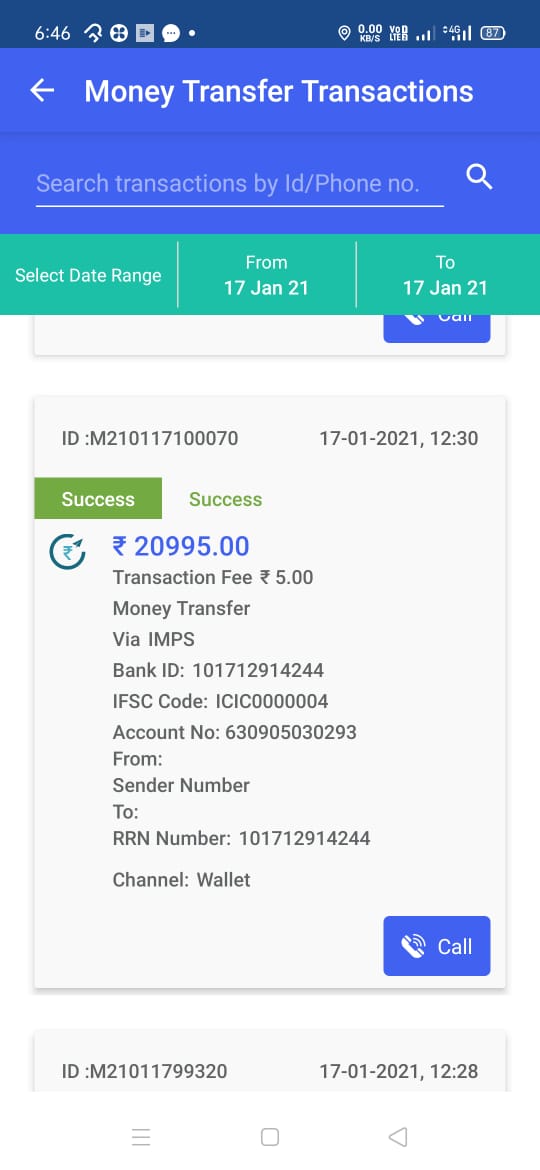 6:46
0.00 KB/S
VoD LTE
4G
87
Money Transfer Transactions
Search transactions by Id/Phone no.
Select Date Range
From
17 Jan 21
To
17 Jan 21
Call
ID :M210117100070 17-01-2021, 12:30
Success Success
₹ 20995.00
Transaction Fee ₹ 5.00
Money Transfer
Via IMPS
Bank ID: 101712914244
IFSC Code: ICIC0000004
Account No: 630905030293
From:
Sender Number
To:
RRN Number: 101712914244
Channel: Wallet
Call
ID :M21011799320 17-01-2021, 12:28